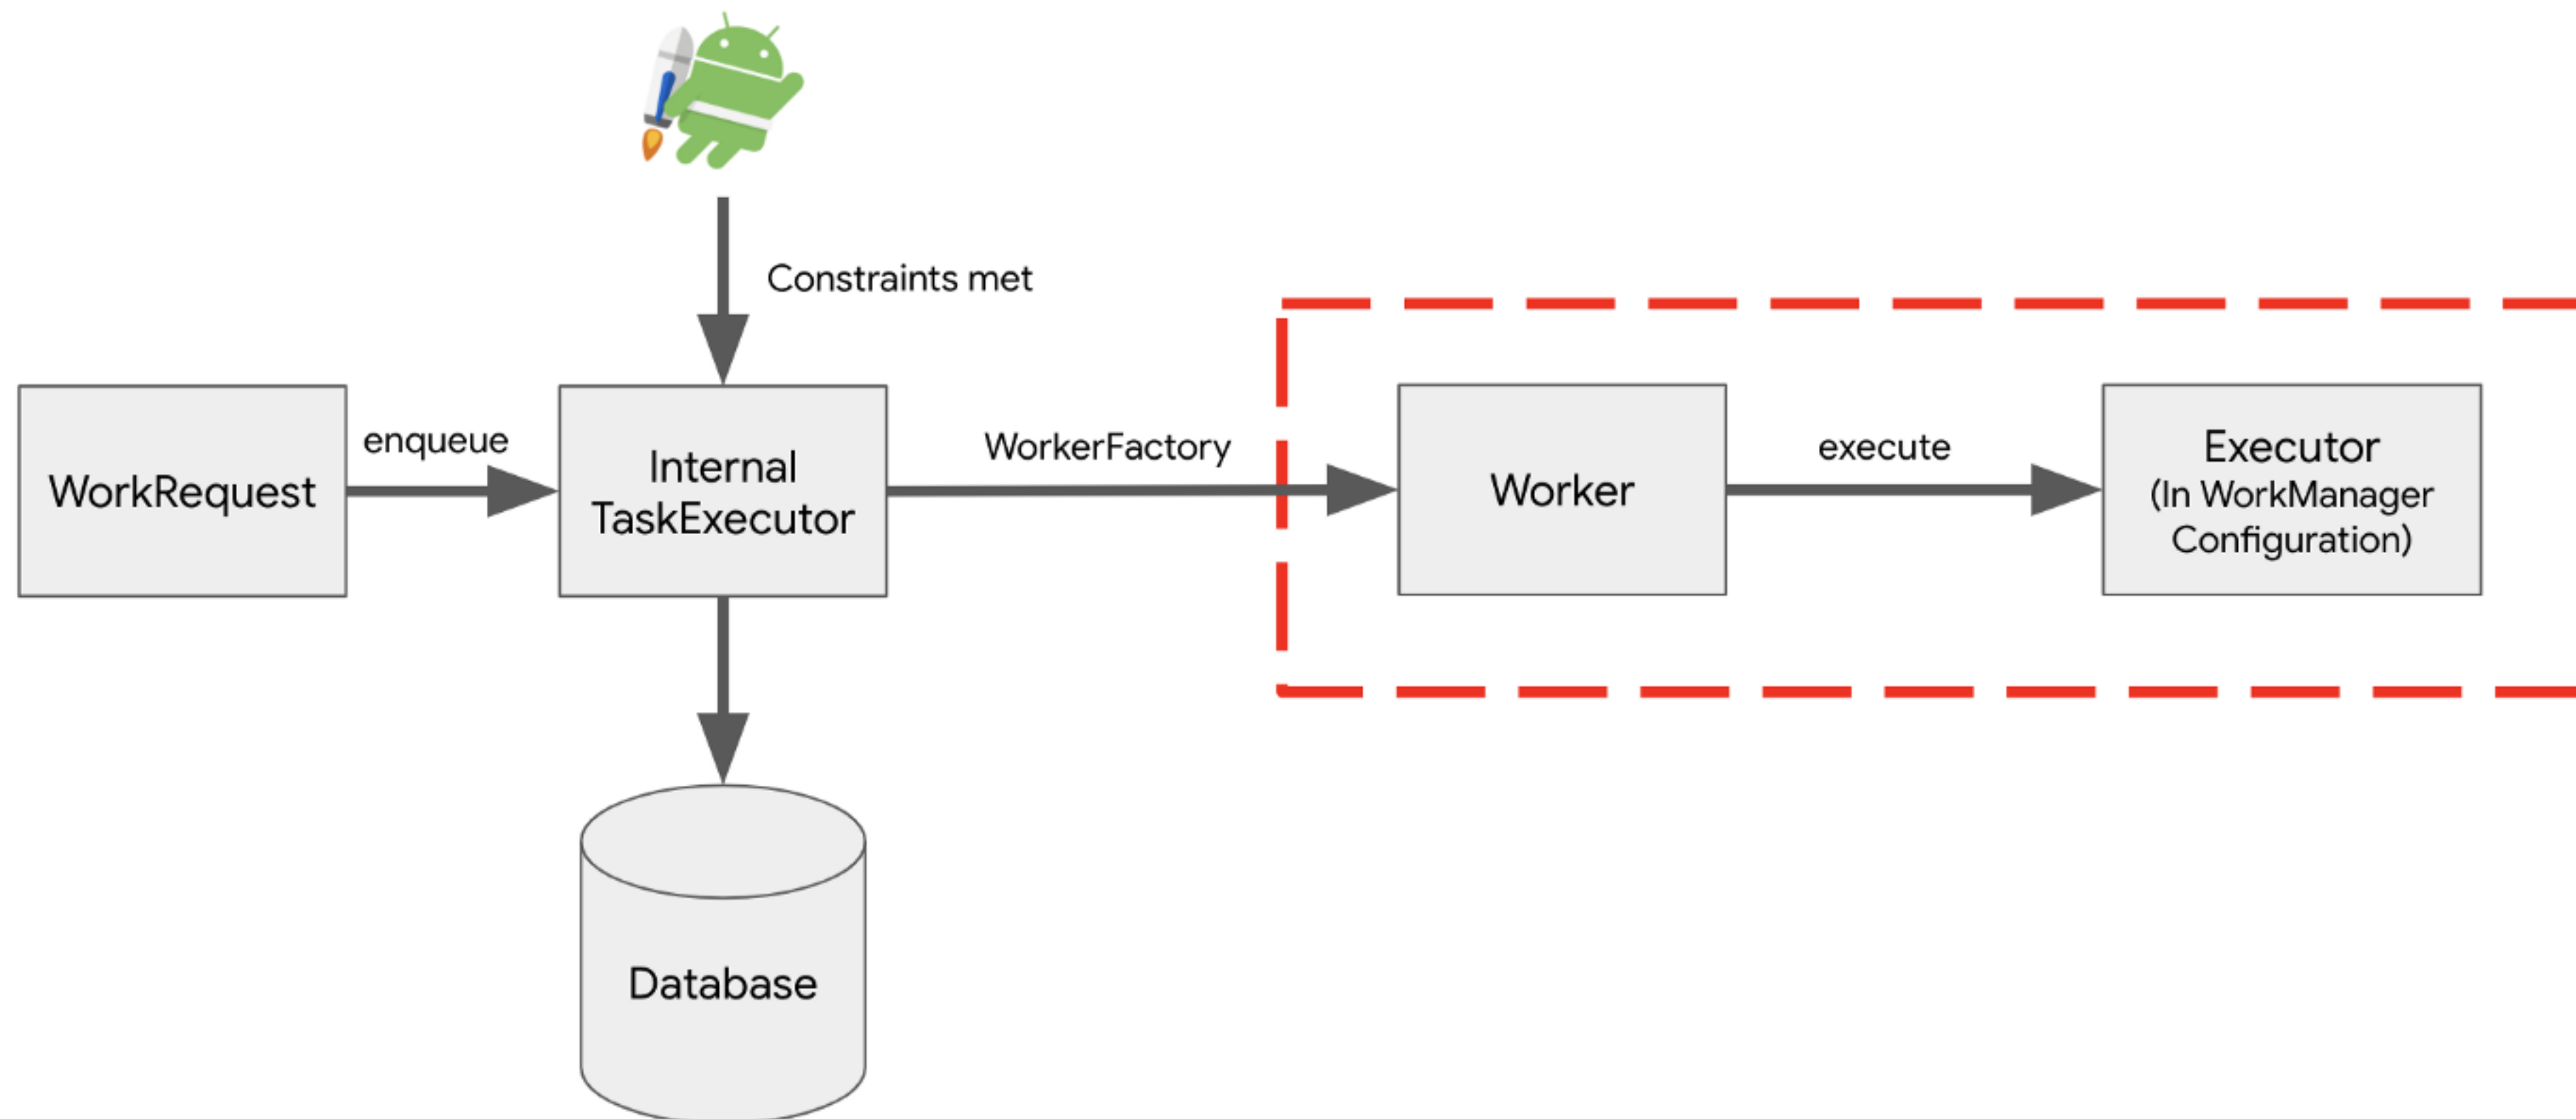 Constraints met
WorkRequest
enqueue
Internal
TaskExecutor
WorkerFactory
Worker
execute
Executor
(In WorkManager
Configuration)
Database